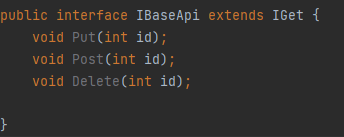 public interface IBaseApi extends IGet {
void Put(int id);
void Post(int id);
void Delete(int id);
}